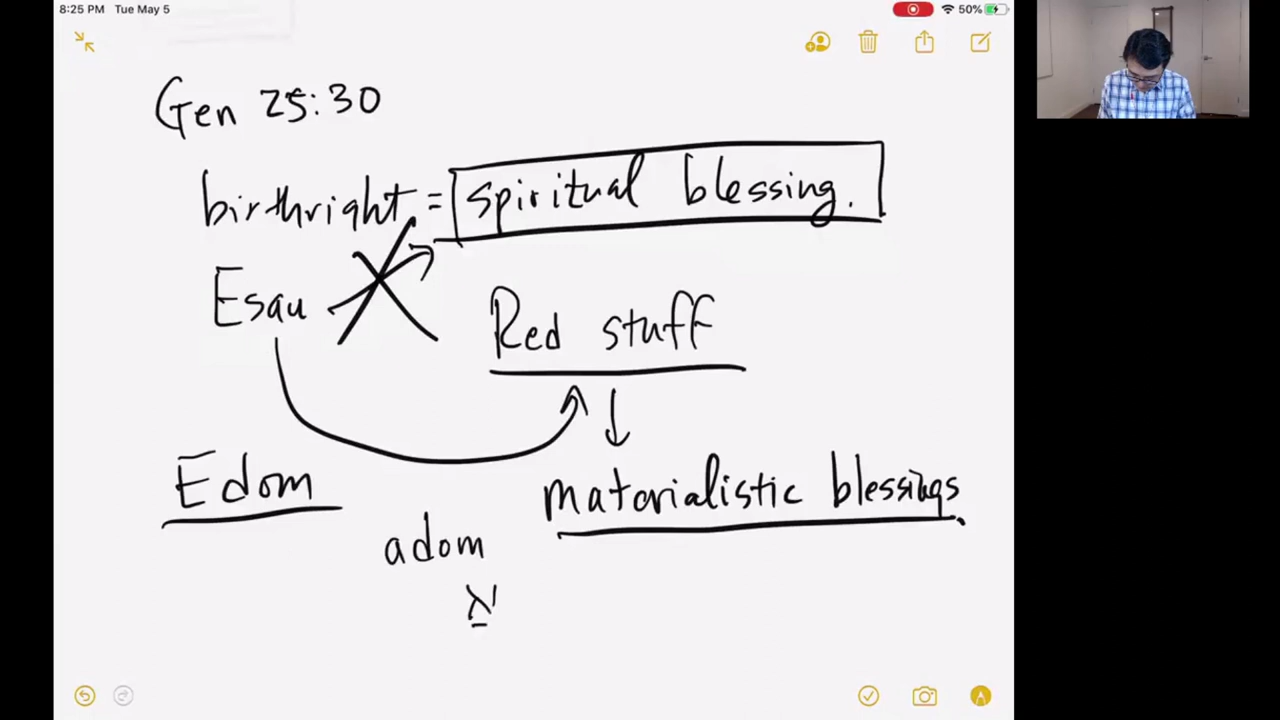 8:25 PM Tue May 5
50%
Gen 25:30
birthright = spiritual blessing.
Esau
Red stuff
Edom
materialistic blessings
adom
אַ